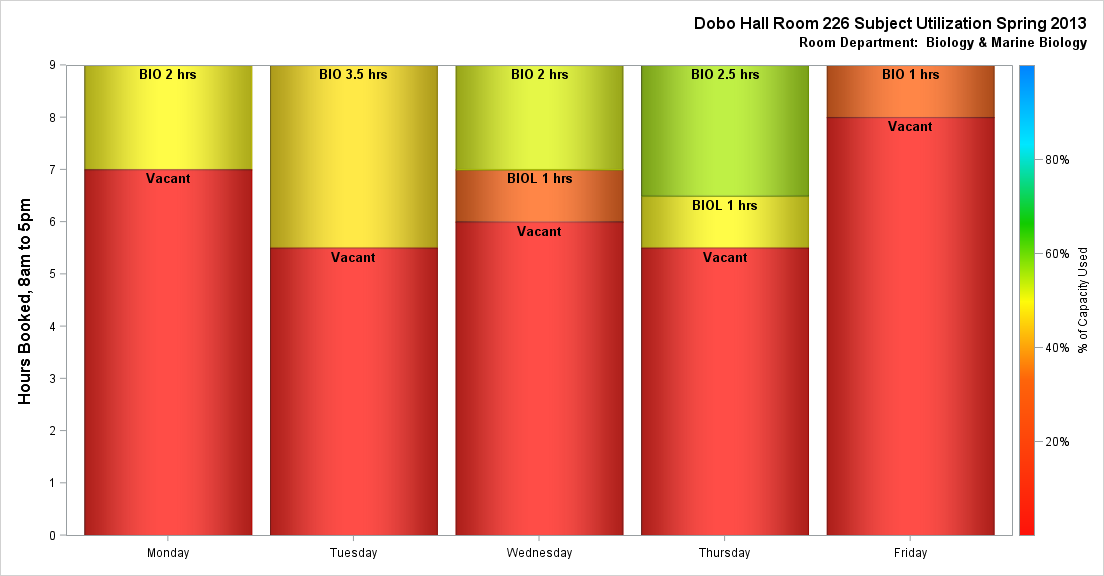 Dobo Hall Room 226 Subject Utilization Spring 2013
Room Department:  Biology & Marine Biology
Hours Booked, 8am to 5pm
9
8
7
6
5
4
3
2
1
0
BIO 2 hrs
Vacant
BIO 3.5 hrs
Vacant
BIO 2 hrs
BIOL 1 hrs
Vacant
BIO 2.5 hrs
BIOL 1 hrs
Vacant
BIO 1 hrs
Vacant
Monday
Tuesday
Wednesday
Thursday
Friday
80%
60%
40%
20%
% of Capacity Used